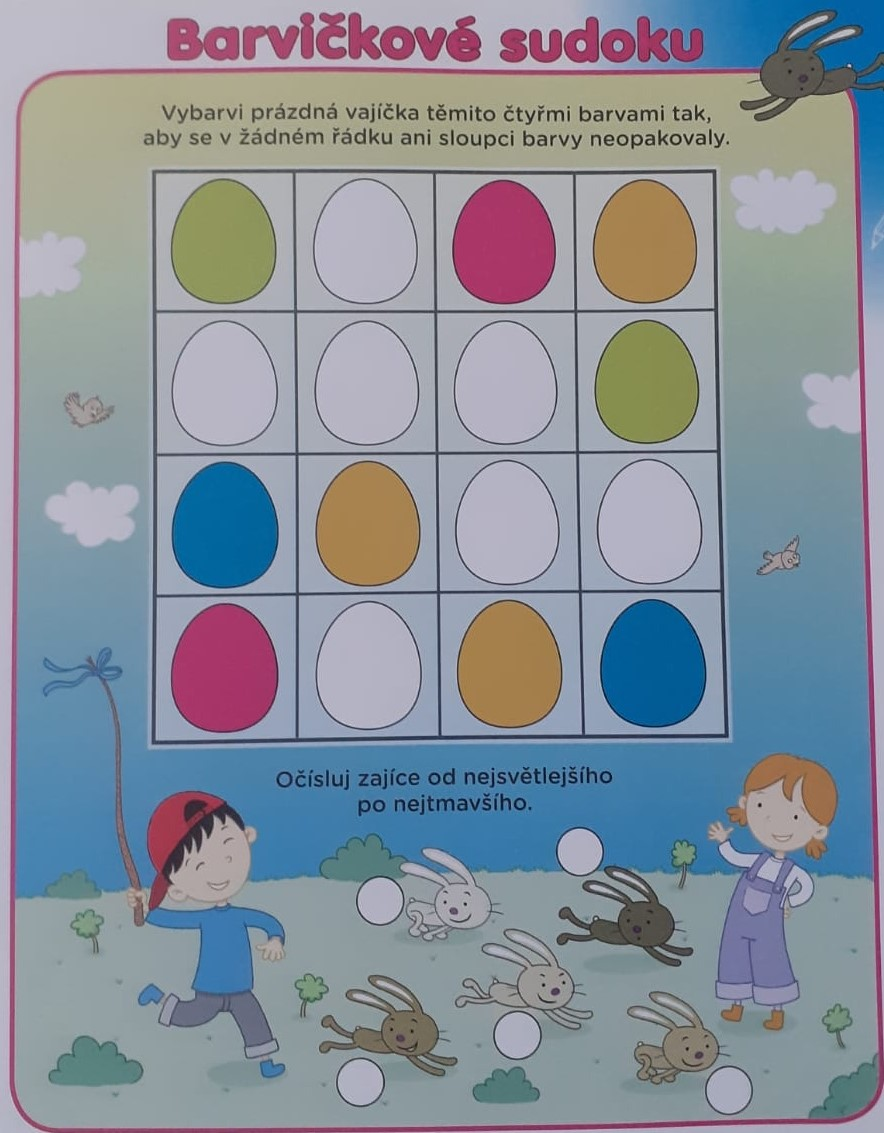 Barvičkové sudoku
Vybarvi prázdná vajíčka těmito čtyřmi barvami tak,
aby se v žádném řádku ani sloupci barvy neopakovaly.
Očísluj zajíce od nejsvětlejšího
po nejtmavšího.